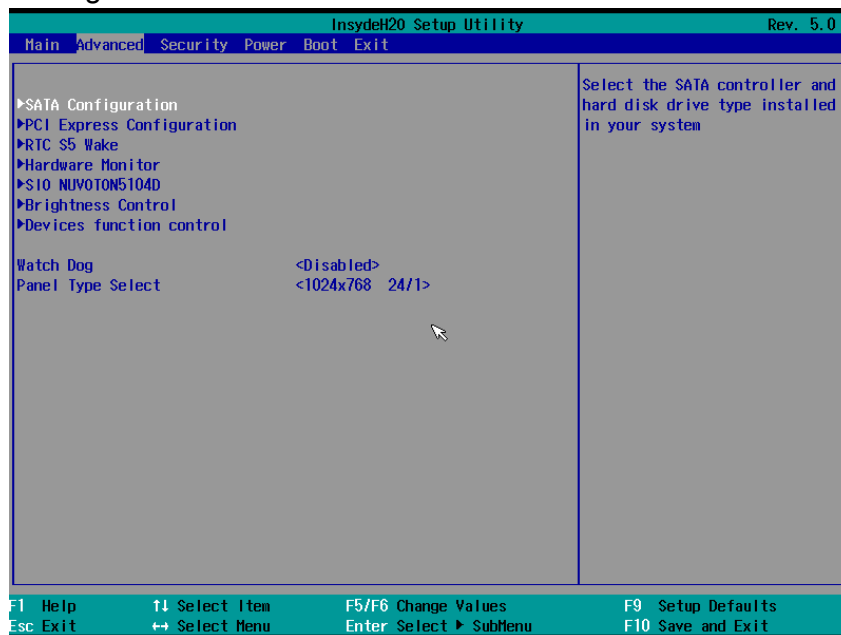 InsydeH20 Setup Utility Rev. 5.0
Main Advanced Security Power Boot Exit
Select the SATA controller and
hard disk drive type installed
in your system
▶SATA Configuration
▶PCI Express Configuration
▶RTC S5 Wake
▶Hardware Monitor
▶SIO NUVOTON5104D
▶Brightness Control
▶Devices function control
Watch Dog <Disabled>
Panel Type Select <1024x768 24/1>
F1 Help ↑↓ Select Item F5/F6 Change Values F9 Setup Defaults
Esc Exit ←→ Select Menu Enter Select ▶ SubMenu F10 Save and Exit